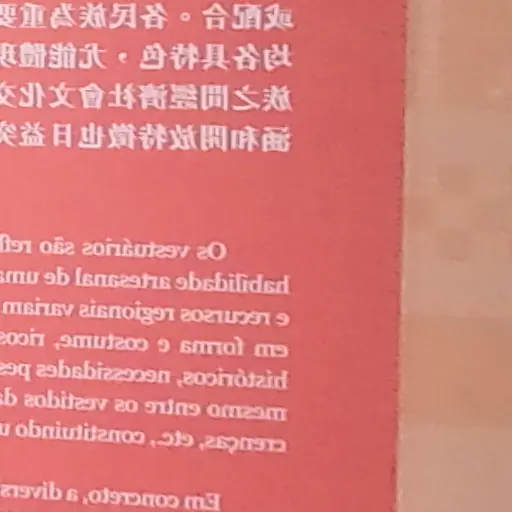 或配合。各民族為重要
均各具特色，尤能體現
族之間經濟社會文化交
涵和開放特徵也日益突
Os vestuários são refl
habilidade artesanal de uma
e recursos regionais variam
em forma e costume, ricos
históricos, necessidades pes
mesmo entre os vestidos da
crenças, etc., constituindo u
Em concreto, a divers